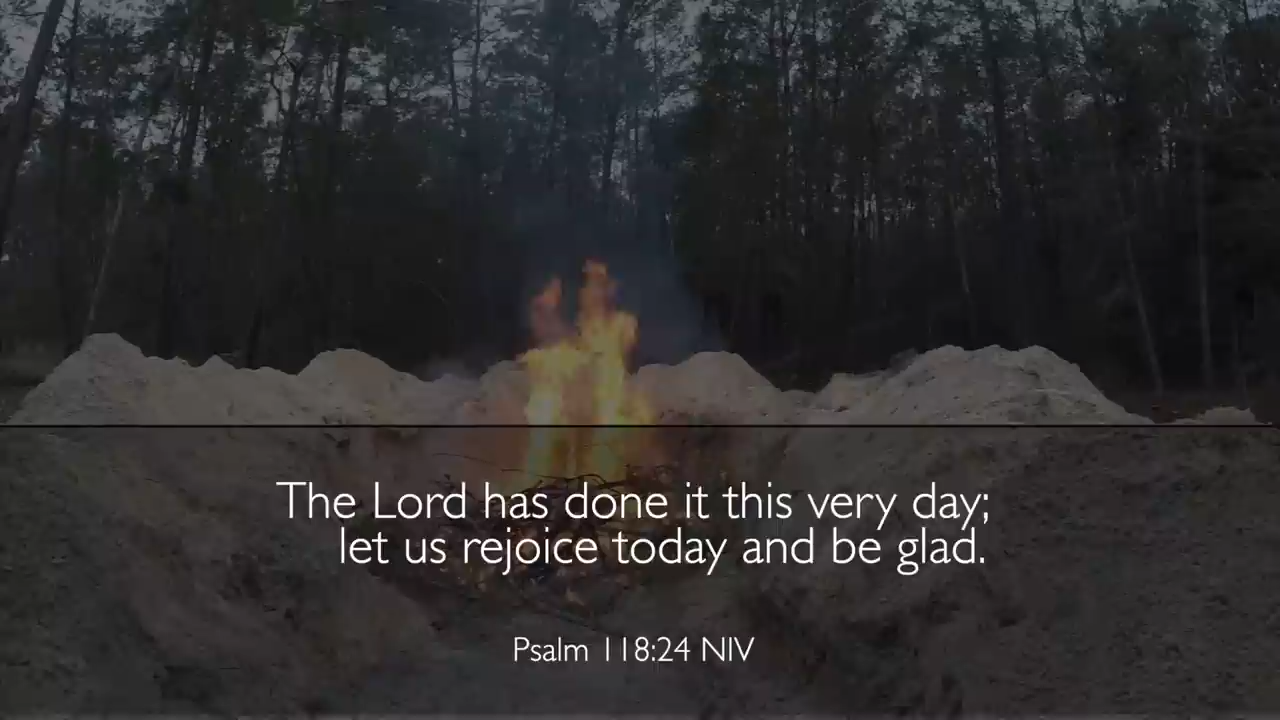 The Lord has done it this very day;
let us rejoice today and be glad.
Psalm 118:24 NIV